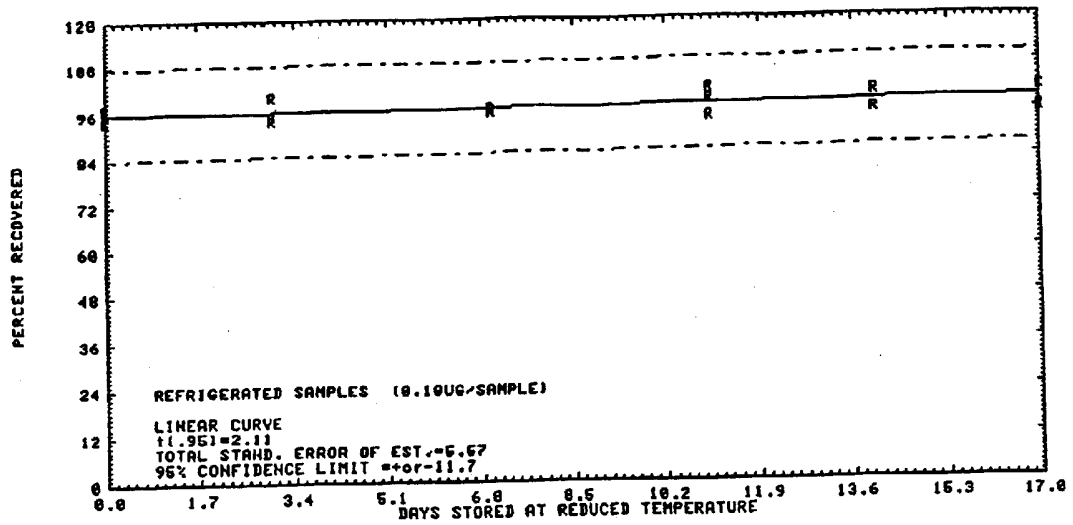 120
108
96
84
72
60
48
36
24
12
0
PERCENT RECOVERED
R
R
R
R
R
R
R
R
REFRIGERATED SAMPLES (0.10UG/SAMPLE)
LINEAR CURVE
t(.95)=2.11
TOTAL STAND. ERROR OF EST.=5.57
95% CONFIDENCE LIMIT =+or-11.7
0.0 1.7 3.4 5.1 6.8 8.5 10.2 11.9 13.6 15.3 17.0
DAYS STORED AT REDUCED TEMPERATURE